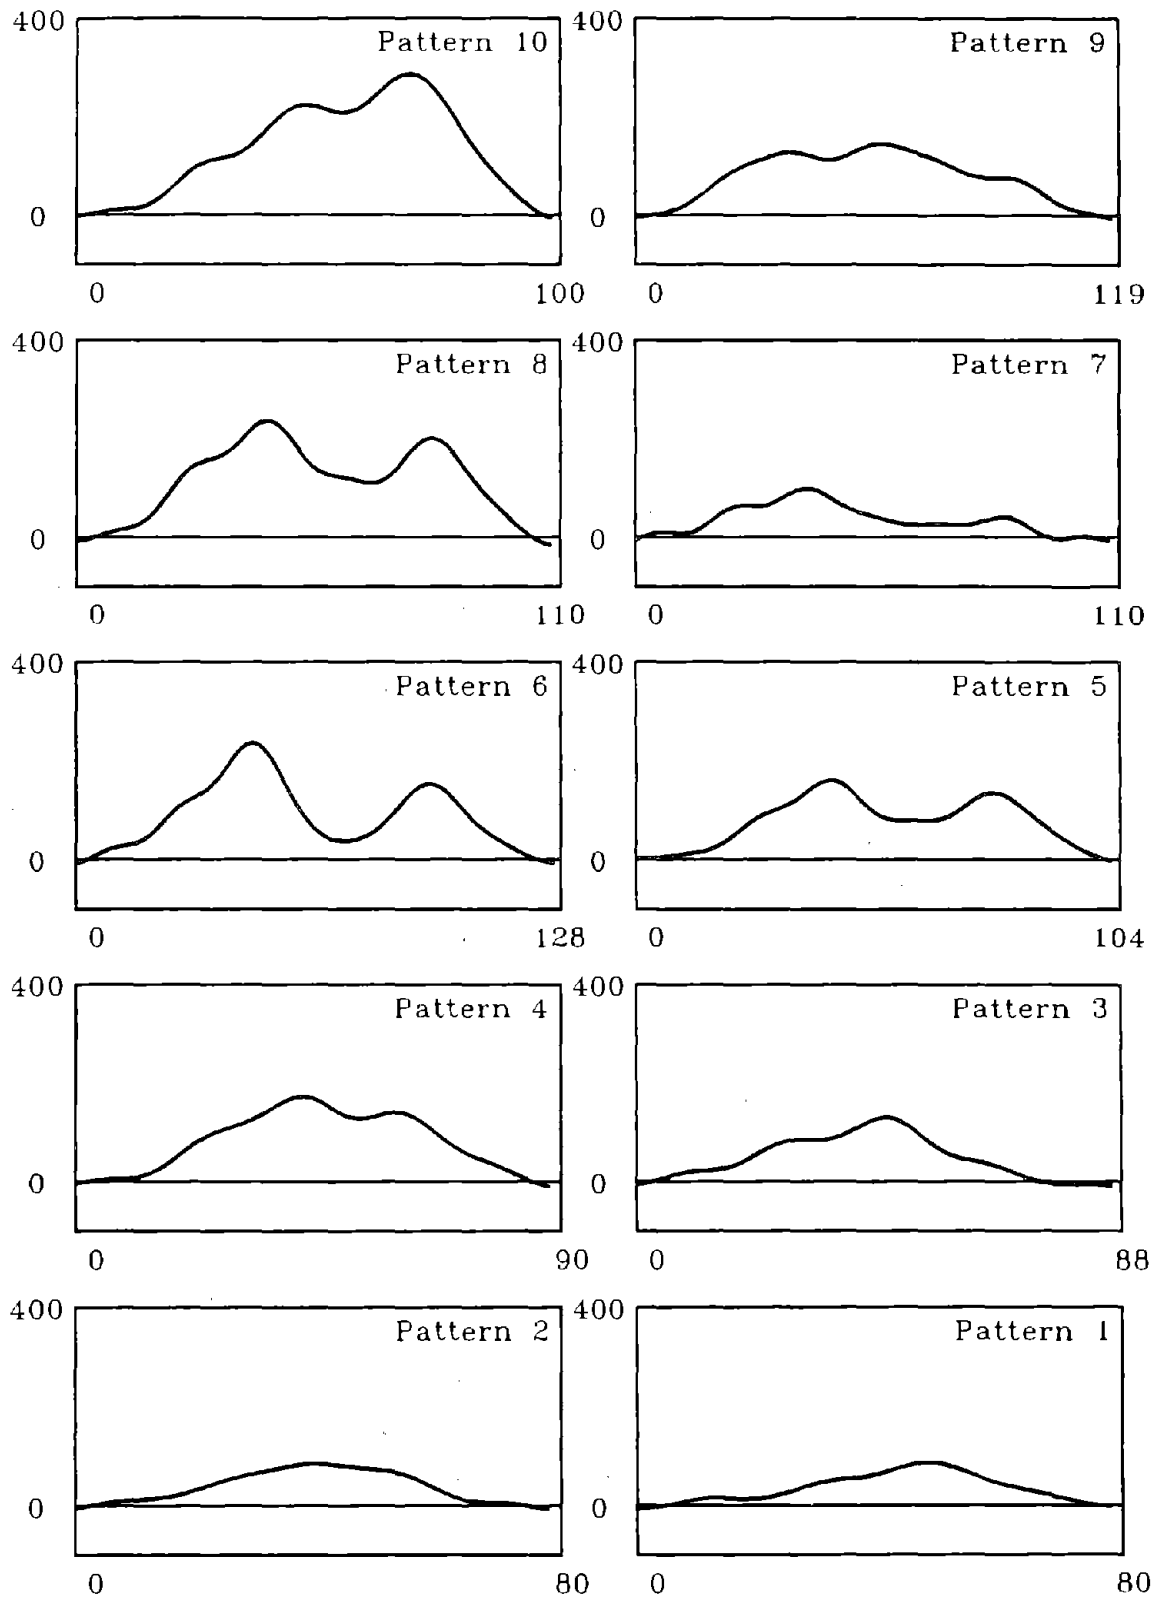 400 Pattern 10
0
0 100
400 Pattern 9
0
0 119
400 Pattern 8
0
0 110
400 Pattern 7
0
0 110
400 Pattern 6
0
0 128
400 Pattern 5
0
0 104
400 Pattern 4
0
0 90
400 Pattern 3
0
0 88
400 Pattern 2
0
0 80
400 Pattern 1
0
0 80